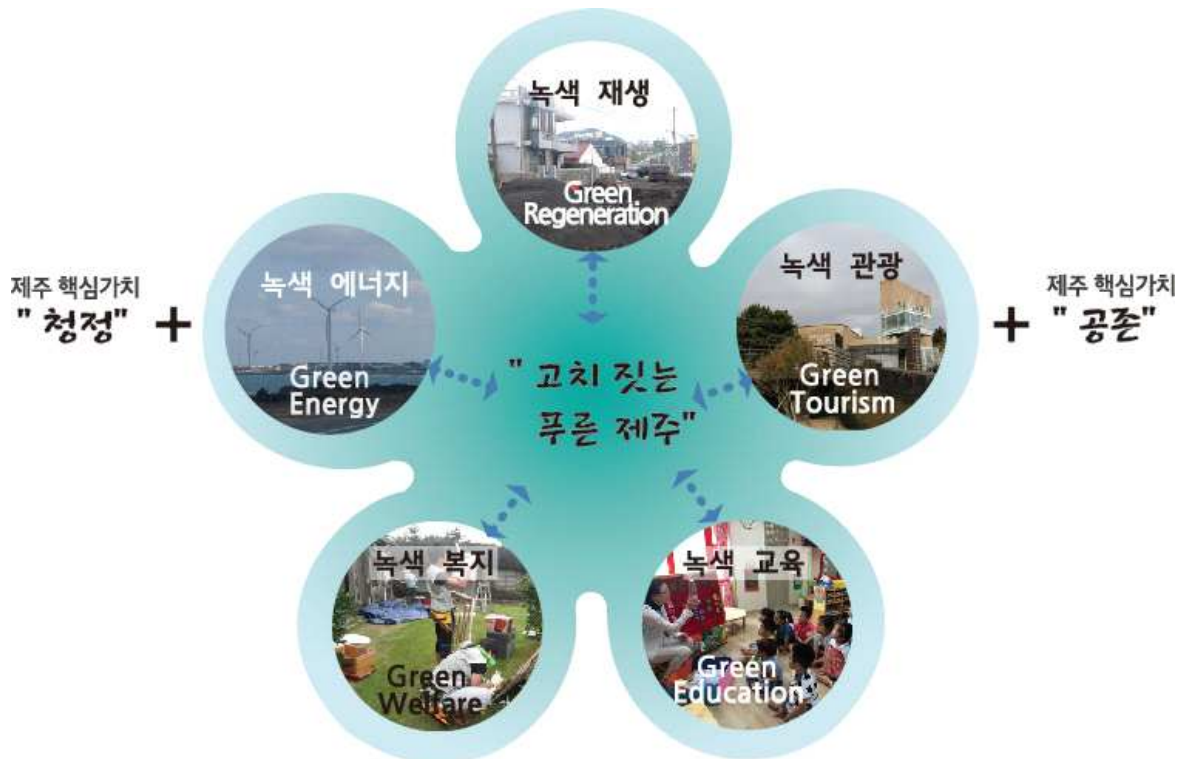 녹색 재생
Green
Regeneration
제주 핵심가치
" 청정"
+
녹색 에너지
Green
Energy
녹색 관광
Green
Tourism
+
제주 핵심가치
" 공존"
" 고치 짓는
푸른 제주"
녹색 복지
Green
Welfare
녹색 교육
Green
Education